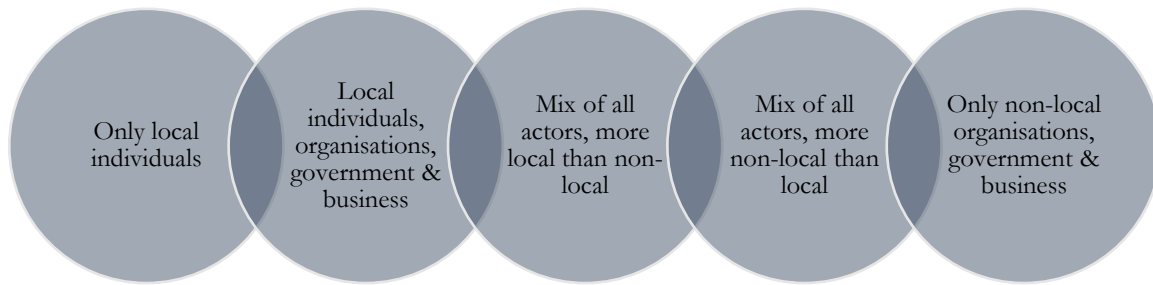 Only local
individuals
Local
individuals,
organisations,
government &
business
Mix of all
actors, more
local than non-
local
Mix of all
actors, more
non-local than
local
Only non-local
organisations,
government &
business